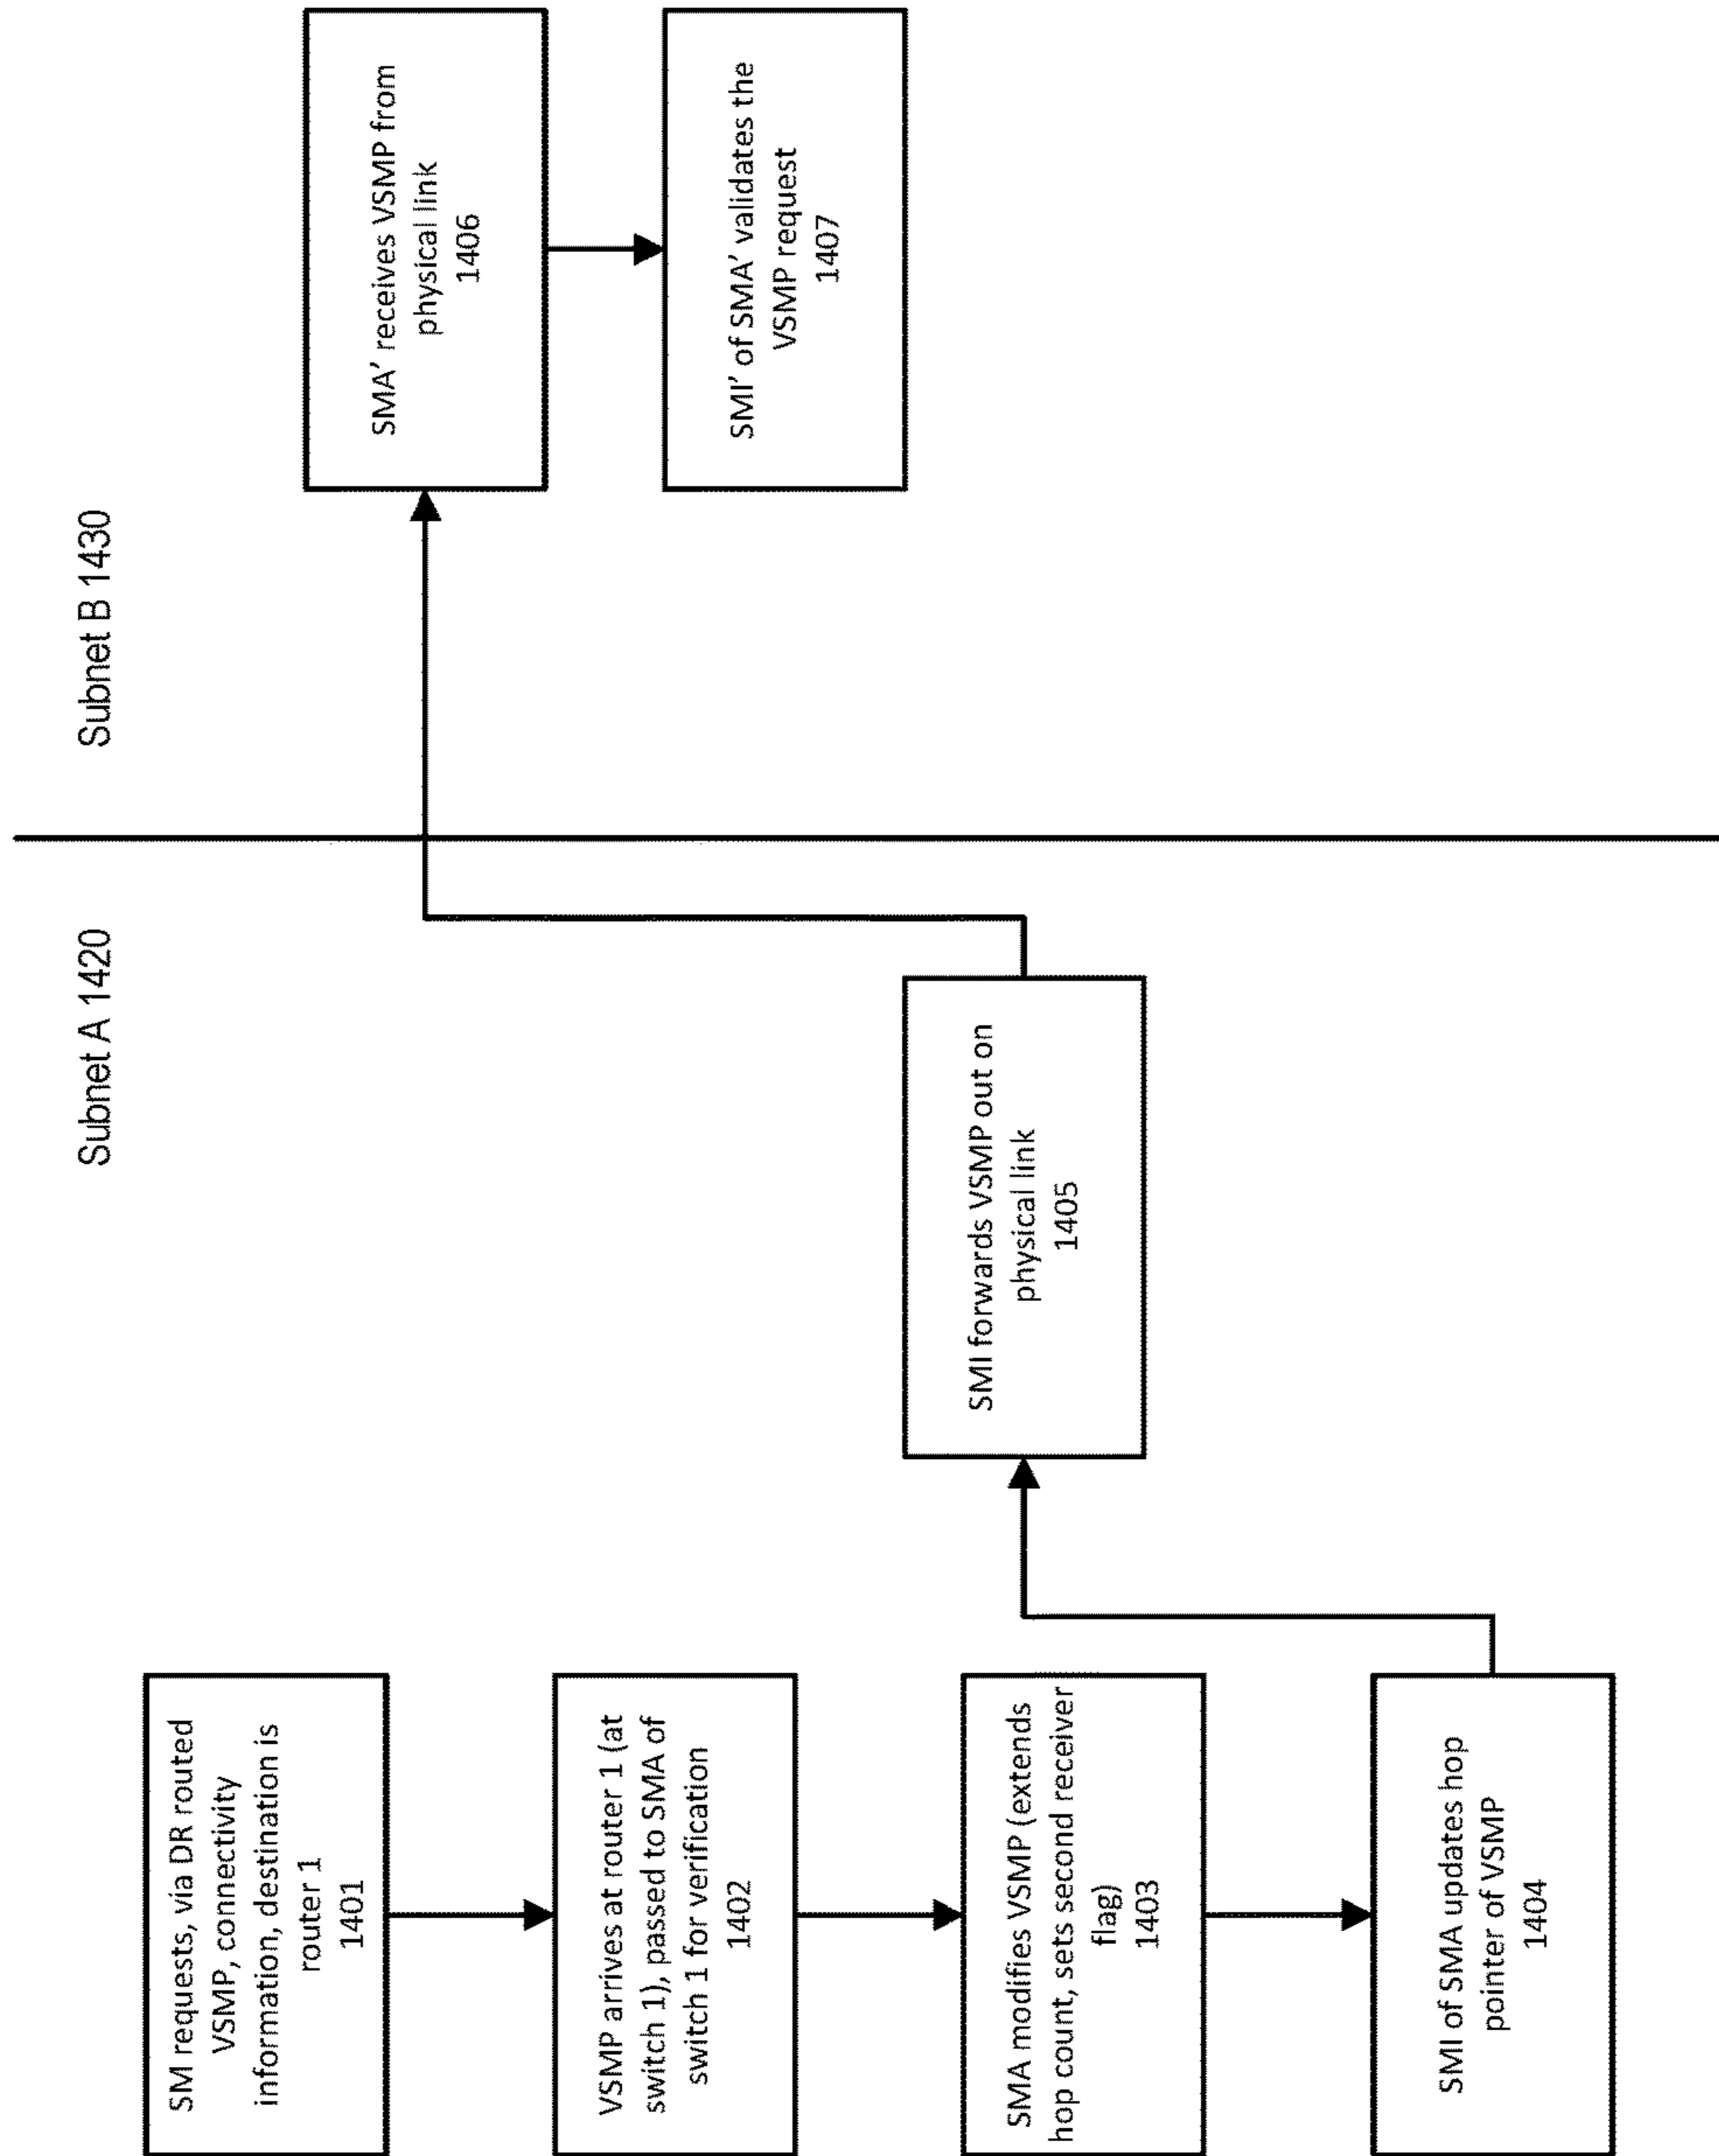 Subnet A 1420
Subnet B 1430
SM requests, via DR routed
VSMP, connectivity
information, destination is
router 1
1401
VSMP arrives at router 1 (at
switch 1), passed to SMA of
switch 1 for verification
1402
SMA modifies VSMP (extends
hop count, sets second receiver
flag)
1403
SMI of SMA updates hop
pointer of VSMP
1404
SMI forwards VSMP out on
physical link
1405
SMA’ receives VSMP from
physical link
1406
SMI’ of SMA’ validates the
VSMP request
1407